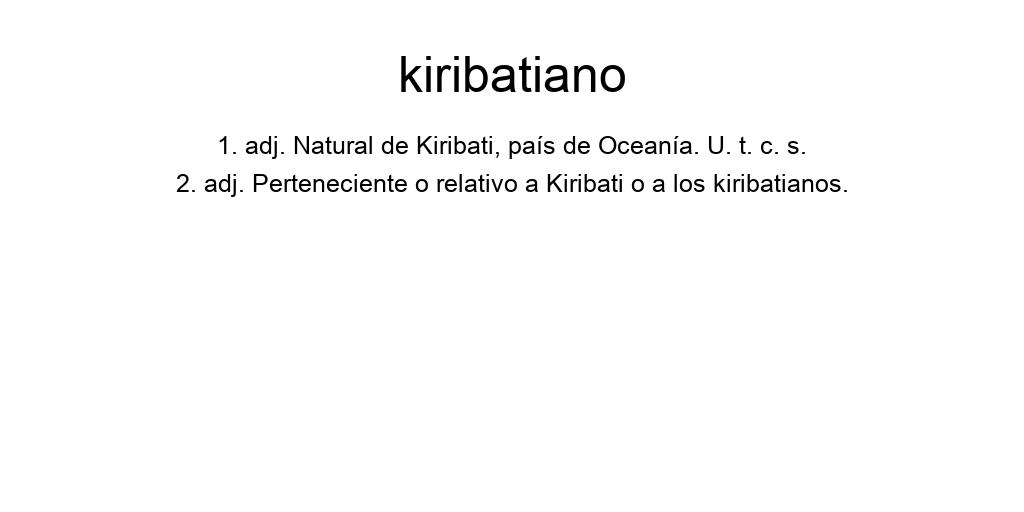 kiribatiano
1. adj. Natural de Kiribati, país de Oceanía. U. t. c. s.
2. adj. Perteneciente o relativo a Kiribati o a los kiribatianos.